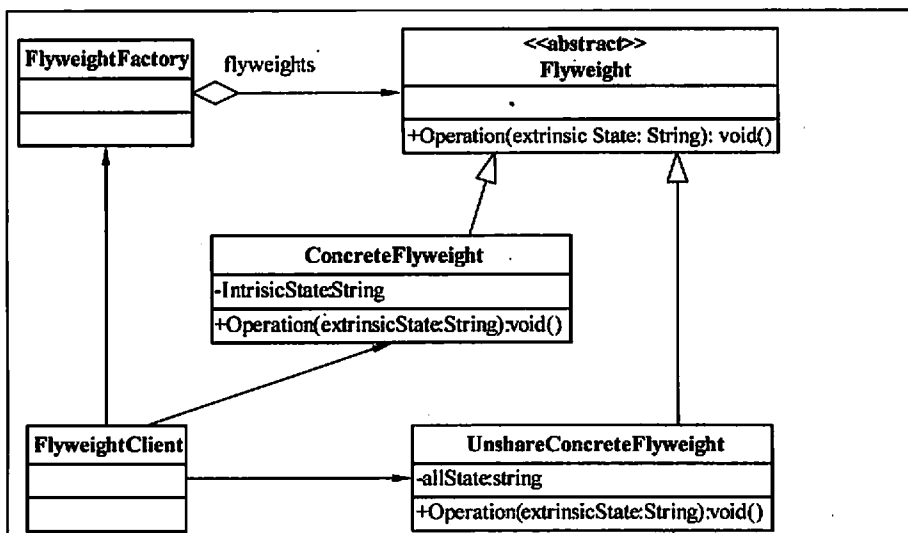 FlyweightFactory
flyweights
<<abstract>>
Flyweight
+Operation(extrinsic State: String): void()
ConcreteFlyweight
-IntrisicState:String
+Operation(extrinsicState:String):void()
FlyweightClient
UnshareConcreteFlyweight
-allState:string
+Operation(extrinsicState:String):void()